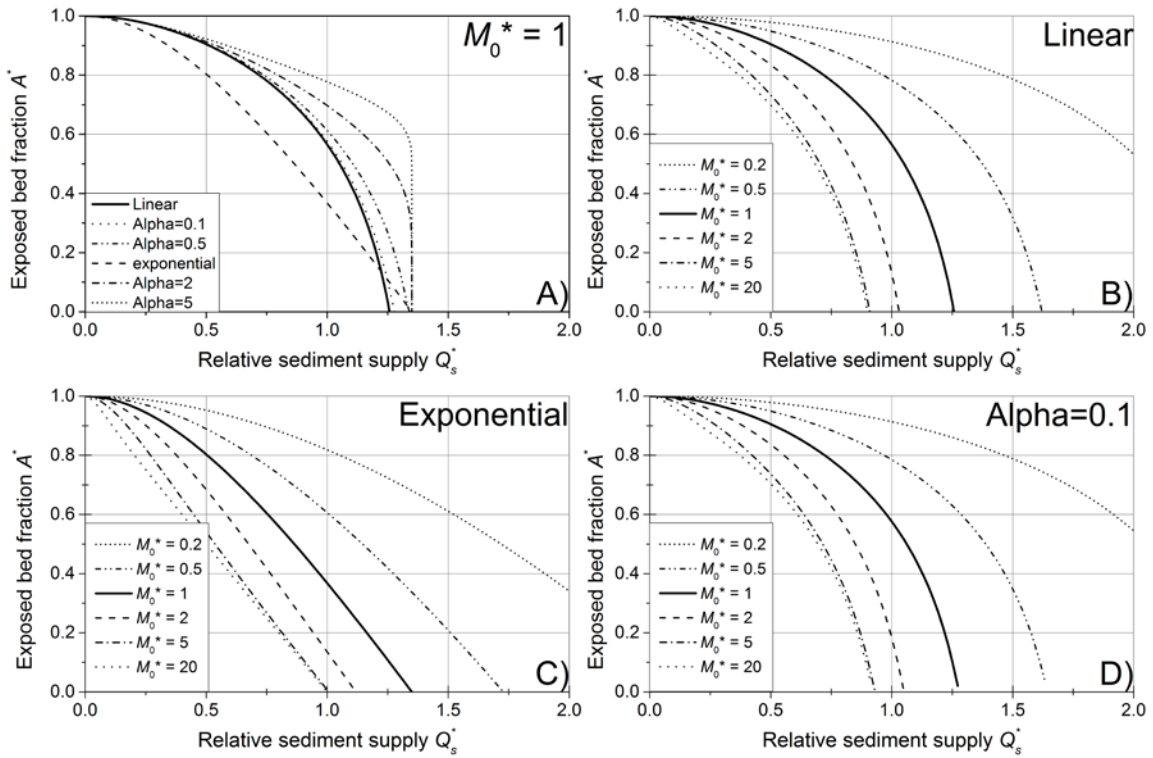 M₀* = 1
Exposed bed fraction A*
1.0
0.8
0.6
0.4
0.2
0.0
Linear
Alpha=0.1
Alpha=0.5
exponential
Alpha=2
Alpha=5
A)
0.0 0.5 1.0 1.5 2.0
Relative sediment supply Qₛ*
Linear
Exposed bed fraction A*
1.0
0.8
0.6
0.4
0.2
0.0
M₀* = 0.2
M₀* = 0.5
M₀* = 1
M₀* = 2
M₀* = 5
M₀* = 20
B)
0.0 0.5 1.0 1.5 2.0
Relative sediment supply Qₛ*
Exponential
Exposed bed fraction A*
1.0
0.8
0.6
0.4
0.2
0.0
M₀* = 0.2
M₀* = 0.5
M₀* = 1
M₀* = 2
M₀* = 5
M₀* = 20
C)
0.0 0.5 1.0 1.5 2.0
Relative sediment supply Qₛ*
Alpha=0.1
Exposed bed fraction A*
1.0
0.8
0.6
0.4
0.2
0.0
M₀* = 0.2
M₀* = 0.5
M₀* = 1
M₀* = 2
M₀* = 5
M₀* = 20
D)
0.0 0.5 1.0 1.5 2.0
Relative sediment supply Qₛ*